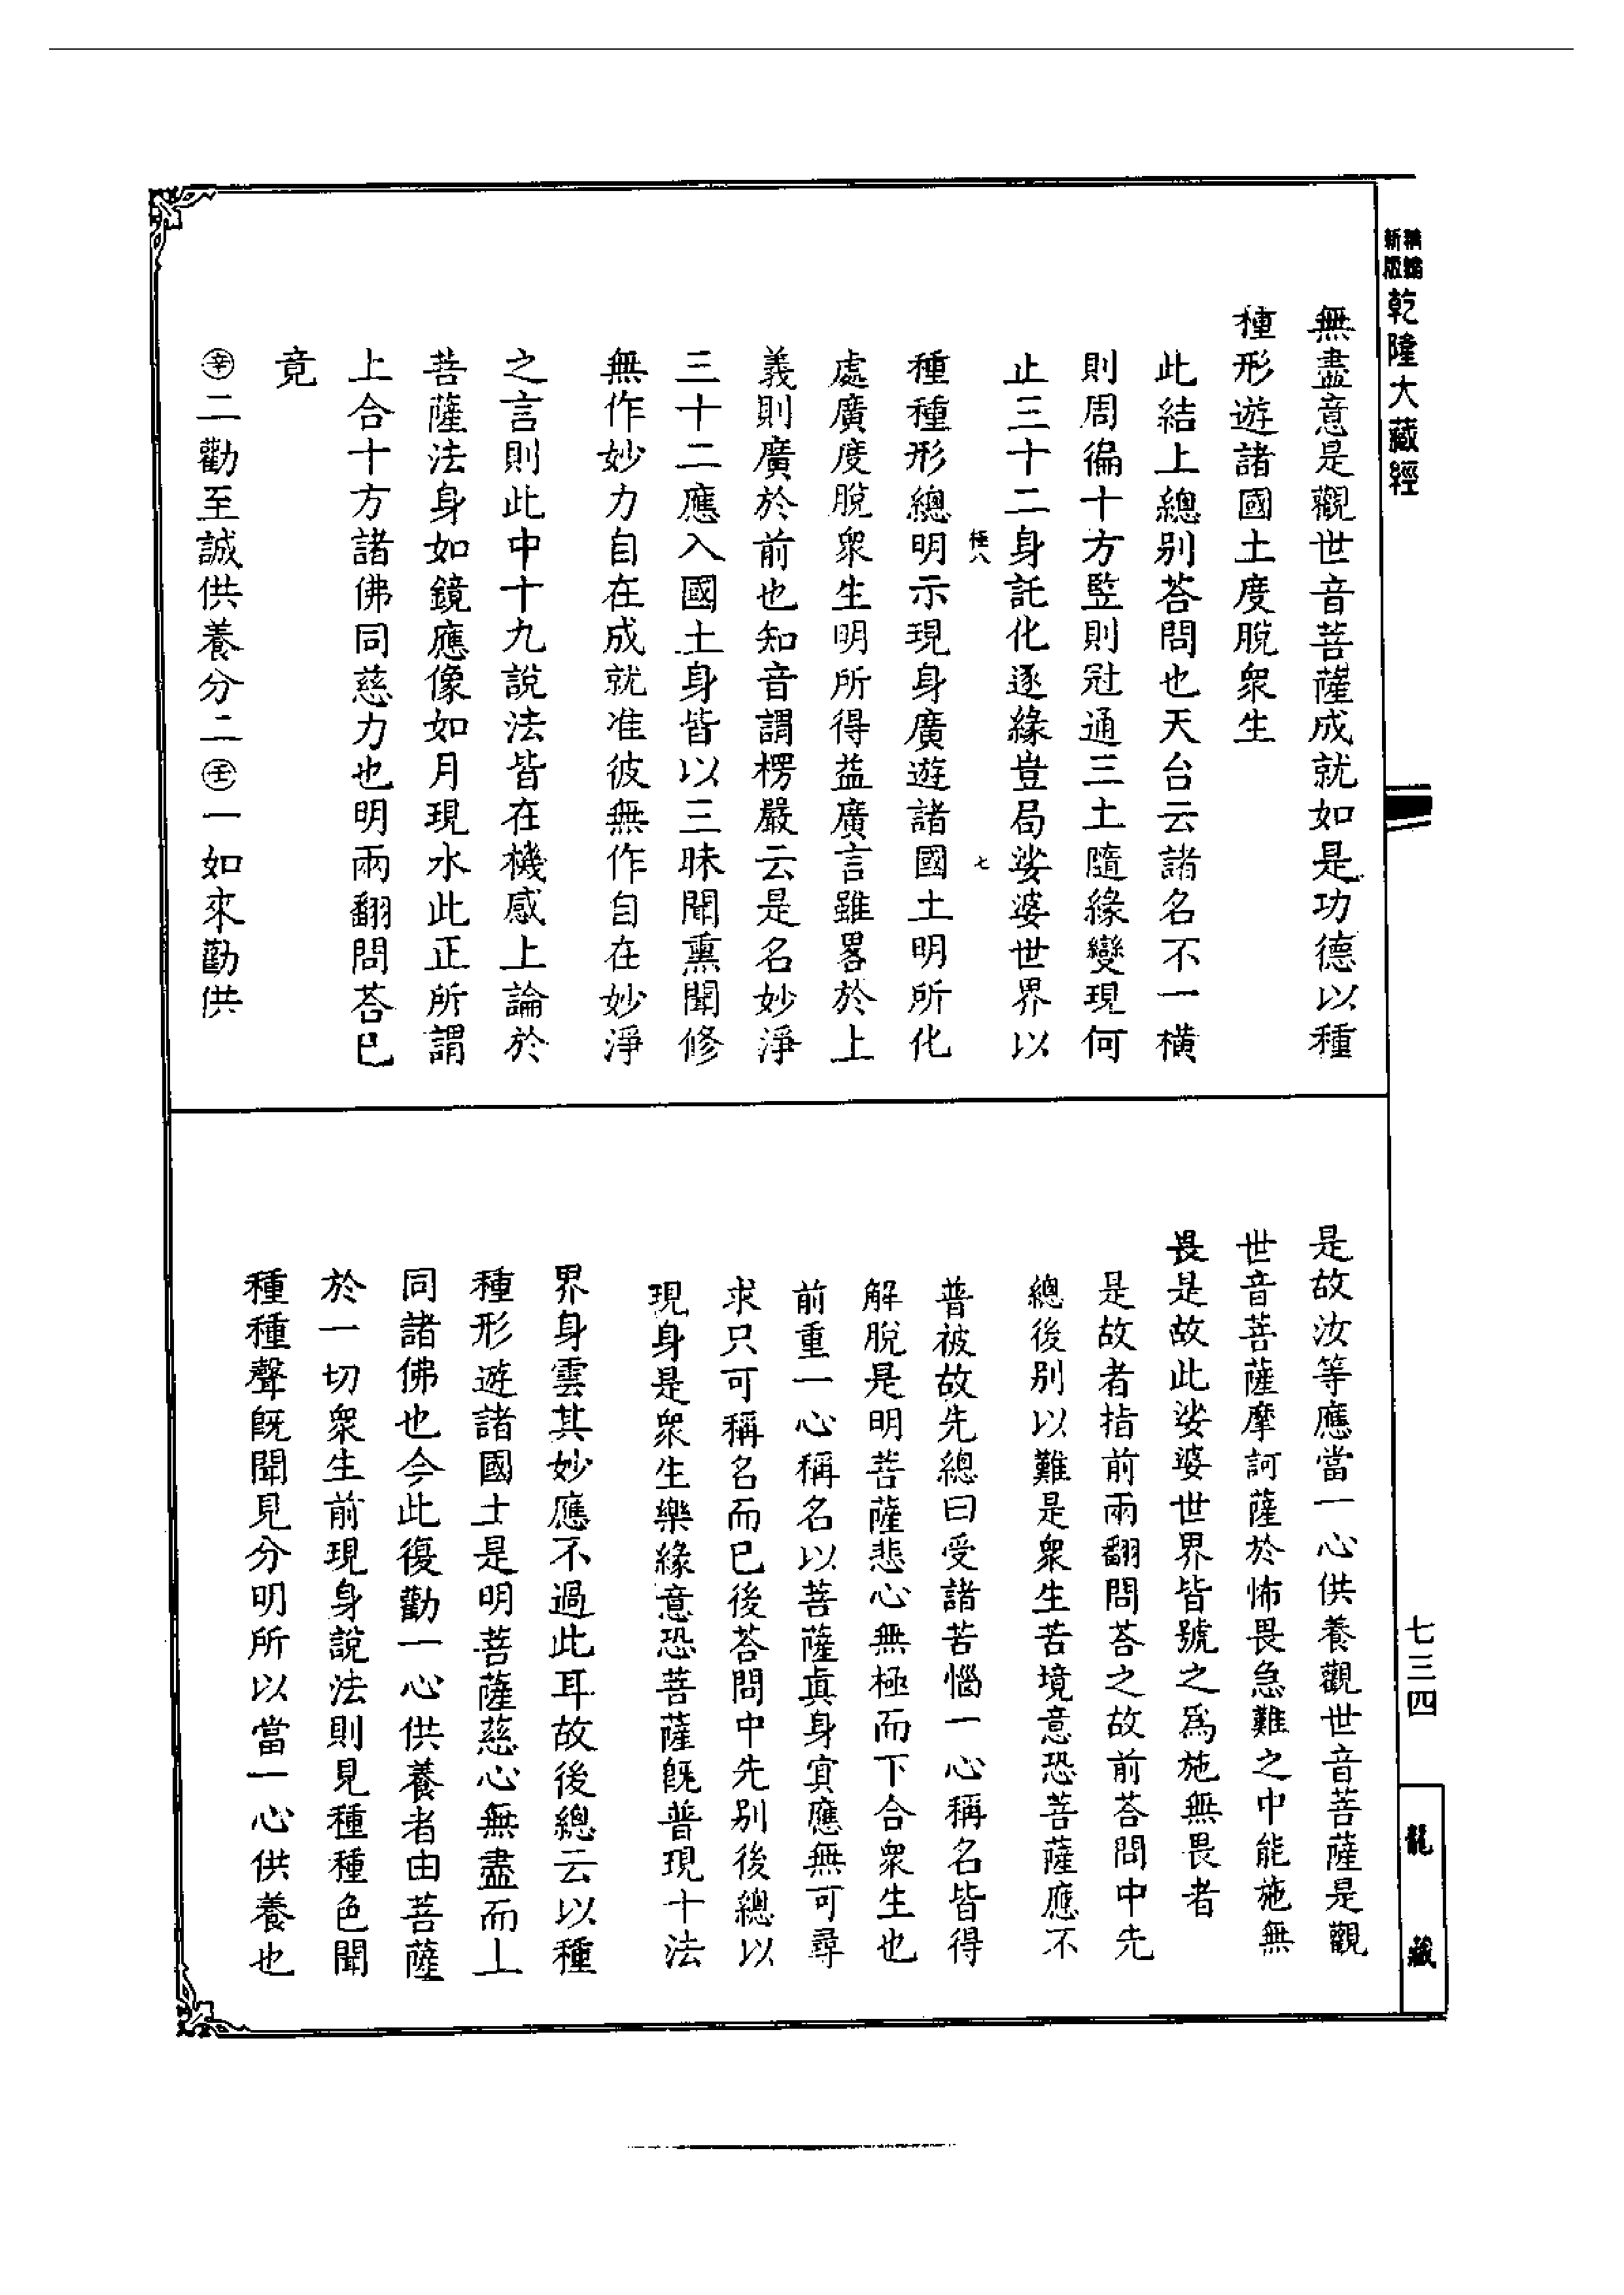 新版精縮乾隆大藏經
無盡意是觀世音菩薩成就如是功德以種
種形遊諸國土度脫衆生
此結上總别荅問也天台云諸名不一橫
則周徧十方豎則冠通三土隨緣變現何
止三十二身託化逐緣豈局娑婆世界以
極八 七
種種形總明示現身廣遊諸國土明所化
處廣度脫衆生明所得益廣言雖畧於上
義則廣於前也知音謂楞嚴云是名妙淨
三十二應入國土身皆以三昧聞熏聞修
無作妙力自在成就准彼無作自在妙淨
之言則此中十九說法皆在機感上論於
菩薩法身如鏡應像如月現水此正所謂
上合十方諸佛同慈力也明兩翻問荅已
竟
㊛二勸至誠供養分二㊛一如來勸供
是故汝等應當一心供養觀世音菩薩是觀
世音菩薩摩訶薩於怖畏急難之中能施無
畏是故此娑婆世界皆號之爲施無畏者
是故者指前兩翻問荅之故前荅問中先
總後别以難是衆生苦境意恐菩薩應不
普被故先總曰受諸苦惱一心稱名皆得
解脫是明菩薩悲心無極而下合衆生也
前重一心稱名以菩薩眞身㝠應無可尋
求只可稱名而已後荅問中先别後總以
現身是衆生樂緣意恐菩薩旣普現十法
界身雲其妙應不過此耳故後總云以種
種形遊諸國土是明菩薩慈心無盡而上
同諸佛也今此復勸一心供養者由菩薩
於一切衆生前現身說法則見種種色聞
種種聲旣聞見分明所以當一心供養也
七三四
龍藏